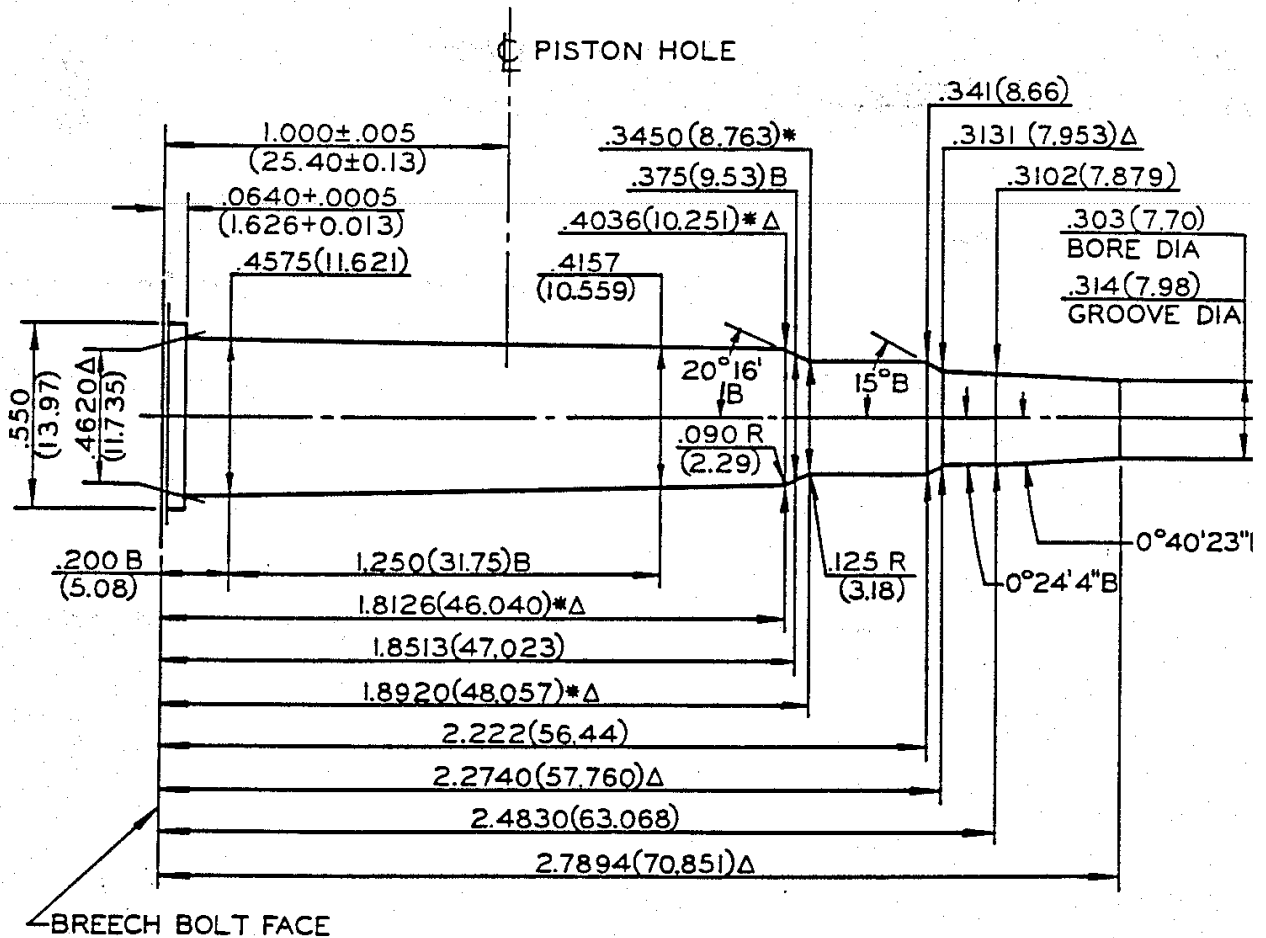 ℄ PISTON HOLE
.341(8.66)
1.000±.005
(25.40±0.13)
.3450(8.763)*
.3131(7.953)Δ
.375(9.53)B
.3102(7.879)
.0640+.0005
(1.626+0.013)
.4036(10.251)*Δ
.303(7.70)
BORE DIA
.4575(11.621)
.4157
(10.559)
.314(7.98)
GROOVE DIA
.550
(13.97)
.4620Δ
(11.735)
20°16'
B
15°B
.090 R
(2.29)
.200 B
(5.08)
1.250(31.75)B
.125 R
(3.18)
0°40'23"
0°24'4"B
1.8126(46.040)*Δ
1.8513(47.023)
1.8920(48.057)*Δ
2.222(56.44)
2.2740(57.760)Δ
2.4830(63.068)
2.7894(70.851)Δ
BREECH BOLT FACE